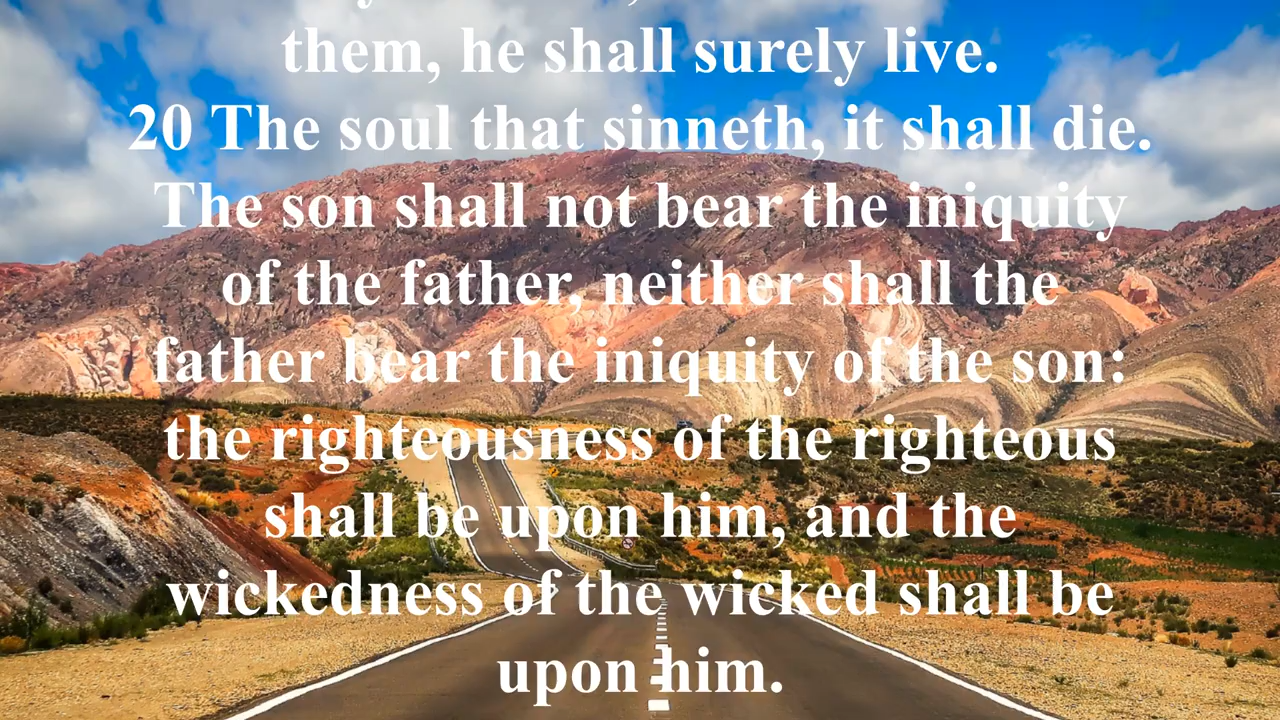 them, he shall surely live.
20 The soul that sinneth, it shall die.
The son shall not bear the iniquity
of the father, neither shall the
father bear the iniquity of the son:
the righteousness of the righteous
shall be upon him, and the
wickedness of the wicked shall be
upon him.